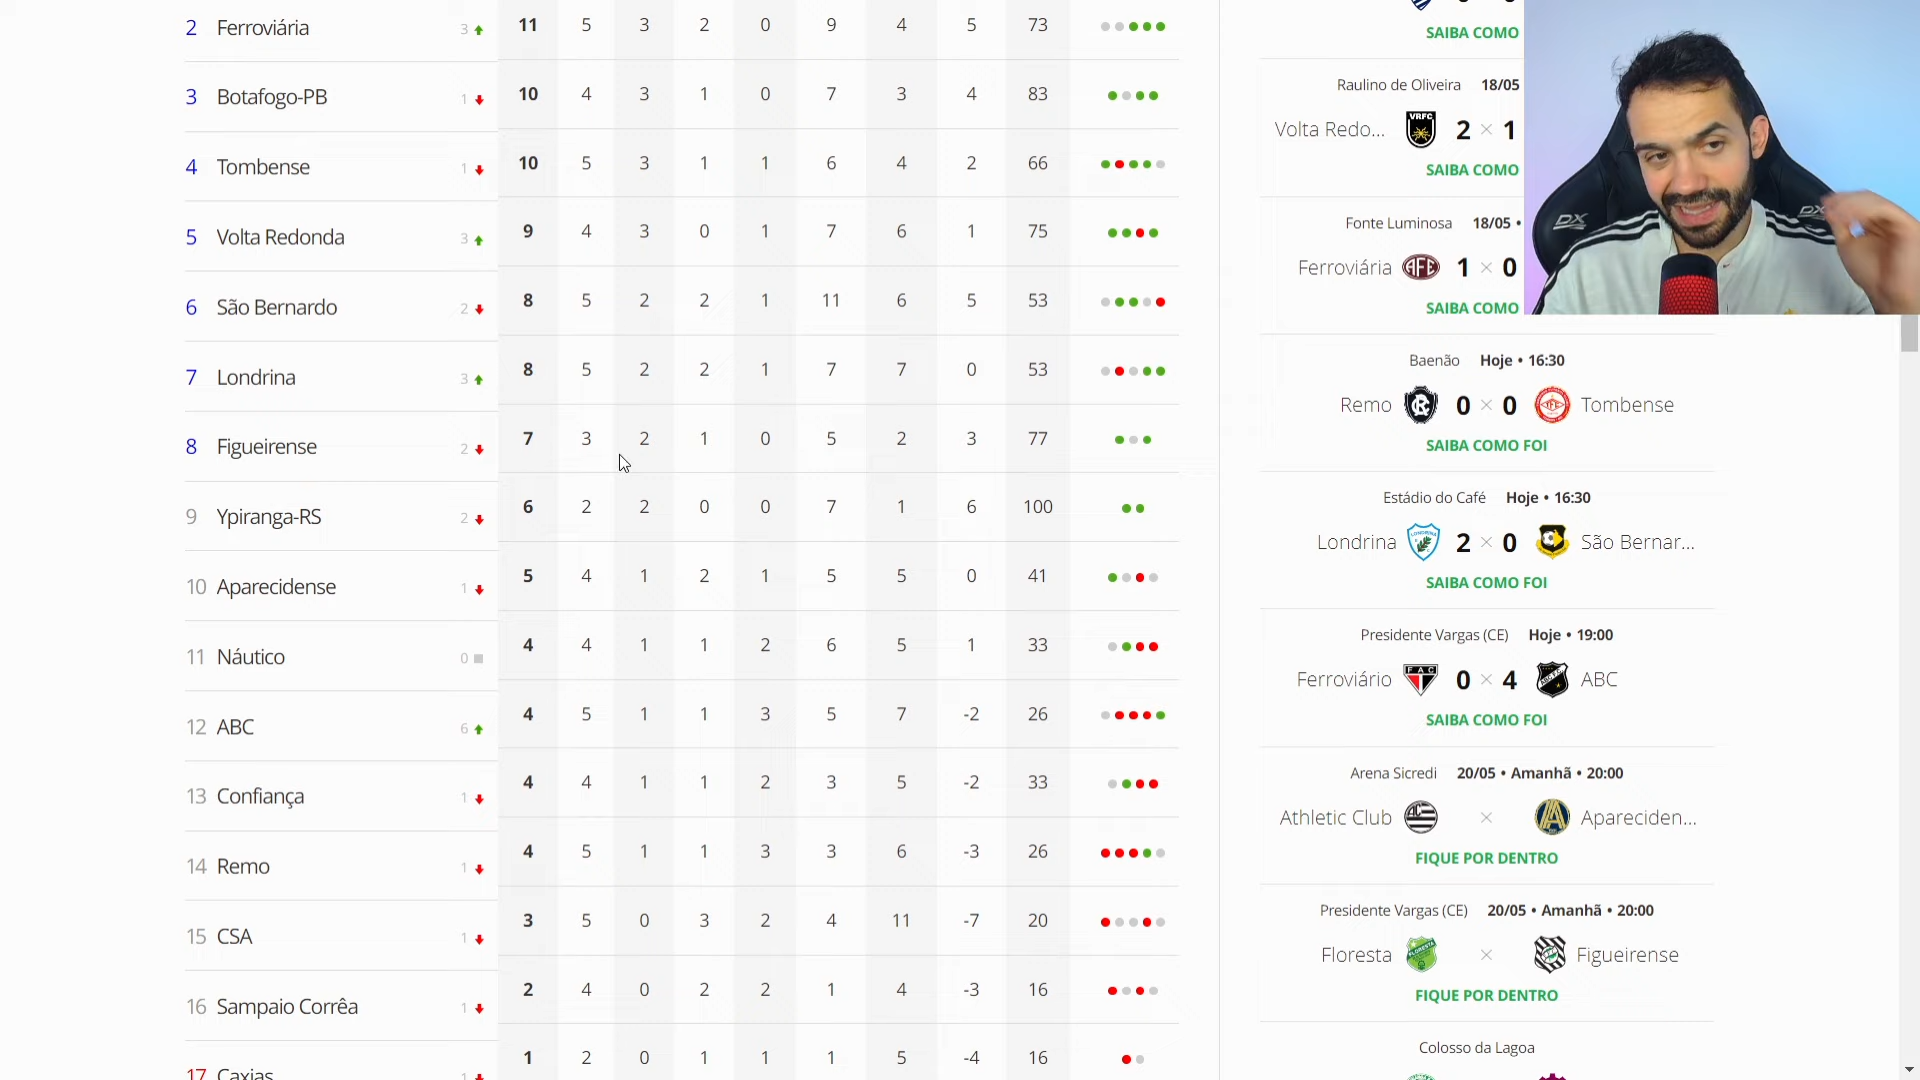 2 Ferroviária 3 11 5 3 2 0 9 4 5 73
3 Botafogo-PB 1 10 4 3 1 0 7 3 4 83
4 Tombense 1 10 5 3 1 1 6 4 2 66
5 Volta Redonda 3 9 4 3 0 1 7 6 1 75
6 São Bernardo 2 8 5 2 2 1 11 6 5 53
7 Londrina 3 8 5 2 2 1 7 7 0 53
8 Figueirense 2 7 3 2 1 0 5 2 3 77
9 Ypiranga-RS 2 6 2 2 0 0 7 1 6 100
10 Aparecidense 1 5 4 1 2 1 5 5 0 41
11 Náutico 0 4 4 1 1 2 6 5 1 33
12 ABC 6 4 5 1 1 3 5 7 -2 26
13 Confiança 1 4 4 1 1 2 3 5 -2 33
14 Remo 1 4 5 1 1 3 3 6 -3 26
15 CSA 1 3 5 0 3 2 4 11 -7 20
16 Sampaio Corrêa 1 2 4 0 2 2 1 4 -3 16
17 Caxias 1 1 2 0 1 1 1 5 -4 16
SAIBA COMO
Raulino de Oliveira 18/05
Volta Redo... VRFC 2 × 1
SAIBA COMO
Fonte Luminosa 18/05 •
Ferroviária AFE 1 × 0
SAIBA COMO
Baenão Hoje • 16:30
Remo 0 × 0 Tombense
SAIBA COMO FOI
Estádio do Café Hoje • 16:30
Londrina LONDRINA 2 × 0 São Bernar...
SAIBA COMO FOI
Presidente Vargas (CE) Hoje • 19:00
Ferroviário FAC 0 × 4 ABC
SAIBA COMO FOI
Arena Sicredi 20/05 • Amanhã • 20:00
Athletic Club AC × Apareciden...
FIQUE POR DENTRO
Presidente Vargas (CE) 20/05 • Amanhã • 20:00
Floresta FLORESTA × Figueirense
FIQUE POR DENTRO
Colosso da Lagoa
DX
DX